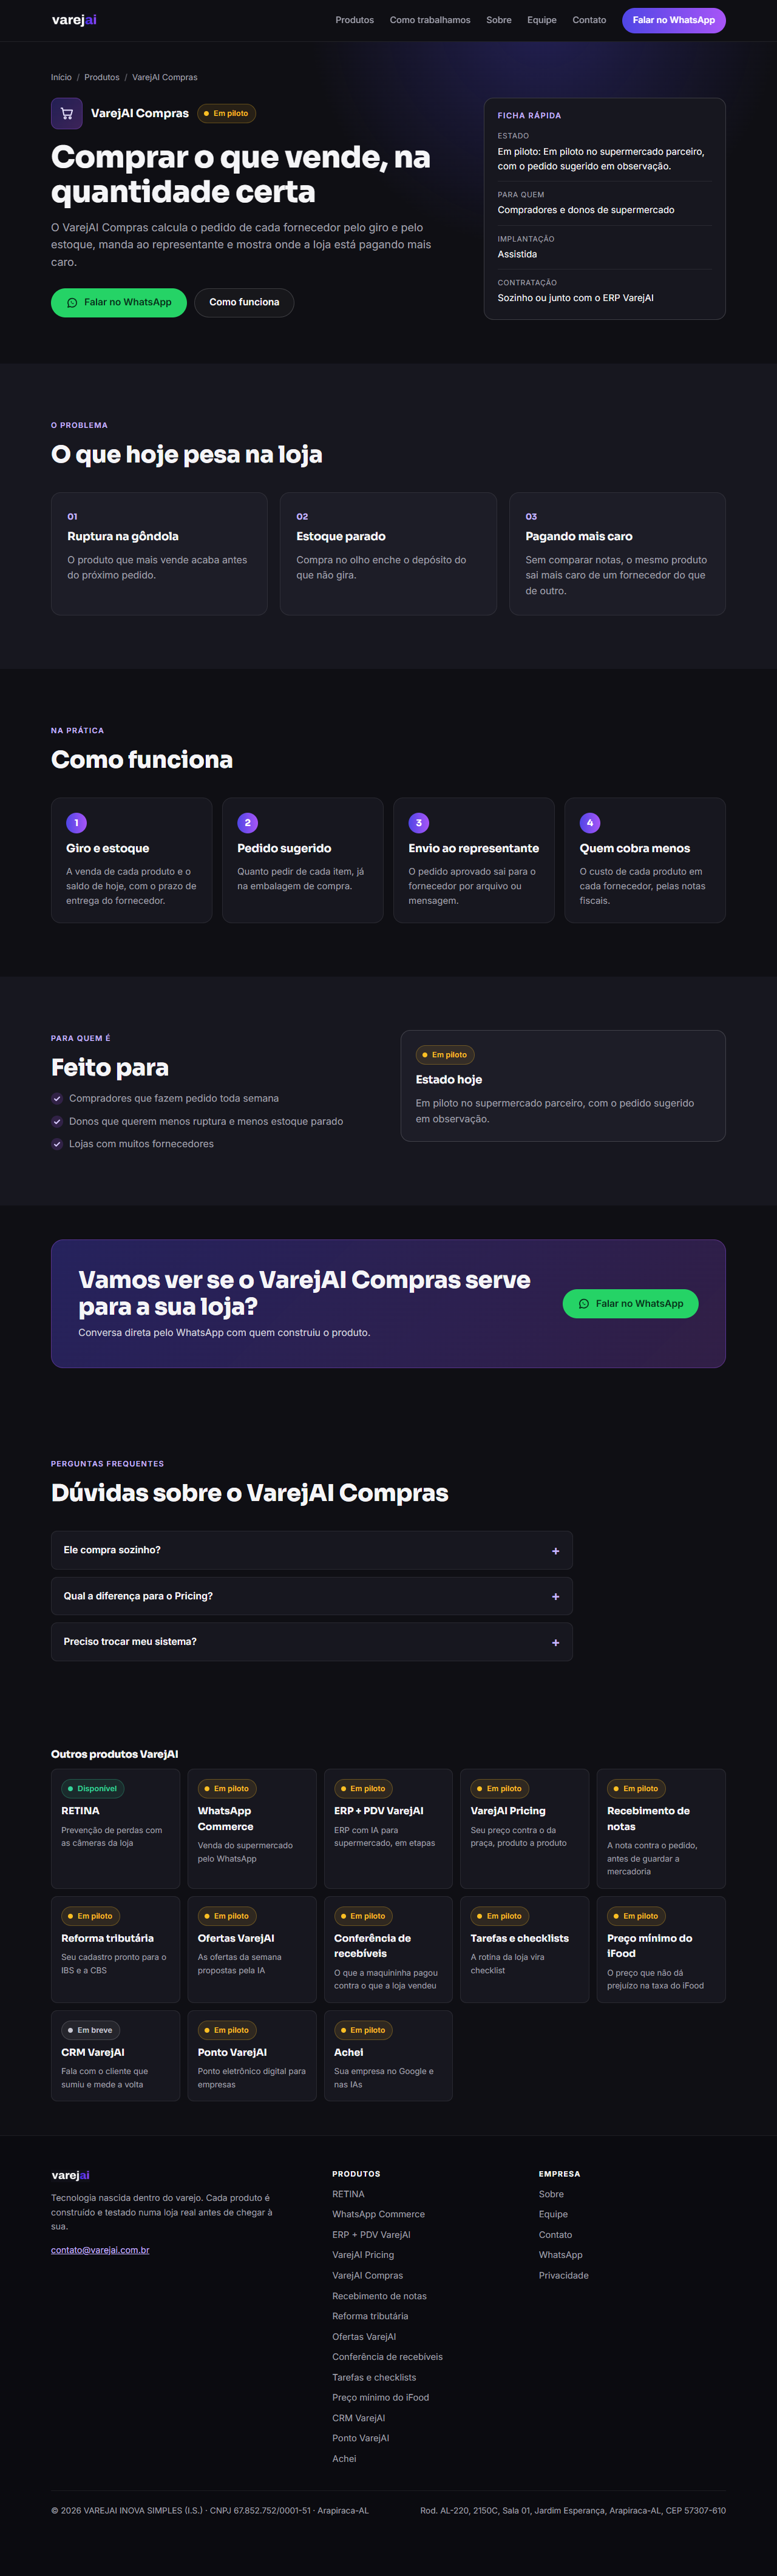 varejai
Produtos
Como trabalhamos
Sobre
Equipe
Contato
Falar no WhatsApp
Início / Produtos / VarejAI Compras
VarejAI Compras
Em piloto
Comprar o que vende, na
quantidade certa
O VarejAI Compras calcula o pedido de cada fornecedor pelo giro e pelo
estoque, manda ao representante e mostra onde a loja está pagando mais
caro.
Falar no WhatsApp
Como funciona
FICHA RÁPIDA
ESTADO
Em piloto: Em piloto no supermercado parceiro,
com o pedido sugerido em observação.
PARA QUEM
Compradores e donos de supermercado
IMPLANTAÇÃO
Assistida
CONTRATAÇÃO
Sozinho ou junto com o ERP VarejAI
O PROBLEMA
O que hoje pesa na loja
01
Ruptura na gôndola
O produto que mais vende acaba antes
do próximo pedido.
02
Estoque parado
Compra no olho enche o depósito do
que não gira.
03
Pagando mais caro
Sem comparar notas, o mesmo produto
sai mais caro de um fornecedor do que
de outro.
NA PRÁTICA
Como funciona
1
Giro e estoque
A venda de cada produto e o
saldo de hoje, com o prazo de
entrega do fornecedor.
2
Pedido sugerido
Quanto pedir de cada item, já
na embalagem de compra.
3
Envio ao representante
O pedido aprovado sai para o
fornecedor por arquivo ou
mensagem.
4
Quem cobra menos
O custo de cada produto em
cada fornecedor, pelas notas
fiscais.
PARA QUEM É
Feito para
Compradores que fazem pedido toda semana
Donos que querem menos ruptura e menos estoque parado
Lojas com muitos fornecedores
Em piloto
Estado hoje
Em piloto no supermercado parceiro, com o pedido sugerido
em observação.
Vamos ver se o VarejAI Compras serve
para a sua loja?
Conversa direta pelo WhatsApp com quem construiu o produto.
Falar no WhatsApp
PERGUNTAS FREQUENTES
Dúvidas sobre o VarejAI Compras
Ele compra sozinho? +
Qual a diferença para o Pricing? +
Preciso trocar meu sistema? +
Outros produtos VarejAI
Disponível
RETINA
Prevenção de perdas com
as câmeras da loja
Em piloto
WhatsApp
Commerce
Venda do supermercado
pelo WhatsApp
Em piloto
ERP + PDV VarejAI
ERP com IA para
supermercado, em etapas
Em piloto
VarejAI Pricing
Seu preço contra o da
praça, produto a produto
Em piloto
Recebimento de
notas
A nota contra o pedido,
antes de guardar a
mercadoria
Em piloto
Reforma tributária
Seu cadastro pronto para o
IBS e a CBS
Em piloto
Ofertas VarejAI
As ofertas da semana
propostas pela IA
Em piloto
Conferência de
recebíveis
O que a maquininha pagou
contra o que a loja vendeu
Em piloto
Tarefas e checklists
A rotina da loja vira
checklist
Em piloto
Preço mínimo do
iFood
O preço que não dá
prejuízo na taxa do iFood
Em breve
CRM VarejAI
Fala com o cliente que
sumiu e mede a volta
Em piloto
Ponto VarejAI
Ponto eletrônico digital para
empresas
Em piloto
Achei
Sua empresa no Google e
nas IAs
varejai
Tecnologia nascida dentro do varejo. Cada produto é
construído e testado numa loja real antes de chegar à
sua.
contato@varejai.com.br
PRODUTOS
RETINA
WhatsApp Commerce
ERP + PDV VarejAI
VarejAI Pricing
VarejAI Compras
Recebimento de notas
Reforma tributária
Ofertas VarejAI
Conferência de recebíveis
Tarefas e checklists
Preço mínimo do iFood
CRM VarejAI
Ponto VarejAI
Achei
EMPRESA
Sobre
Equipe
Contato
WhatsApp
Privacidade
© 2026 VAREJAI INOVA SIMPLES (I.S.) · CNPJ 67.852.752/0001-51 · Arapiraca-AL
Rod. AL-220, 2150C, Sala 01, Jardim Esperança, Arapiraca-AL, CEP 57307-610